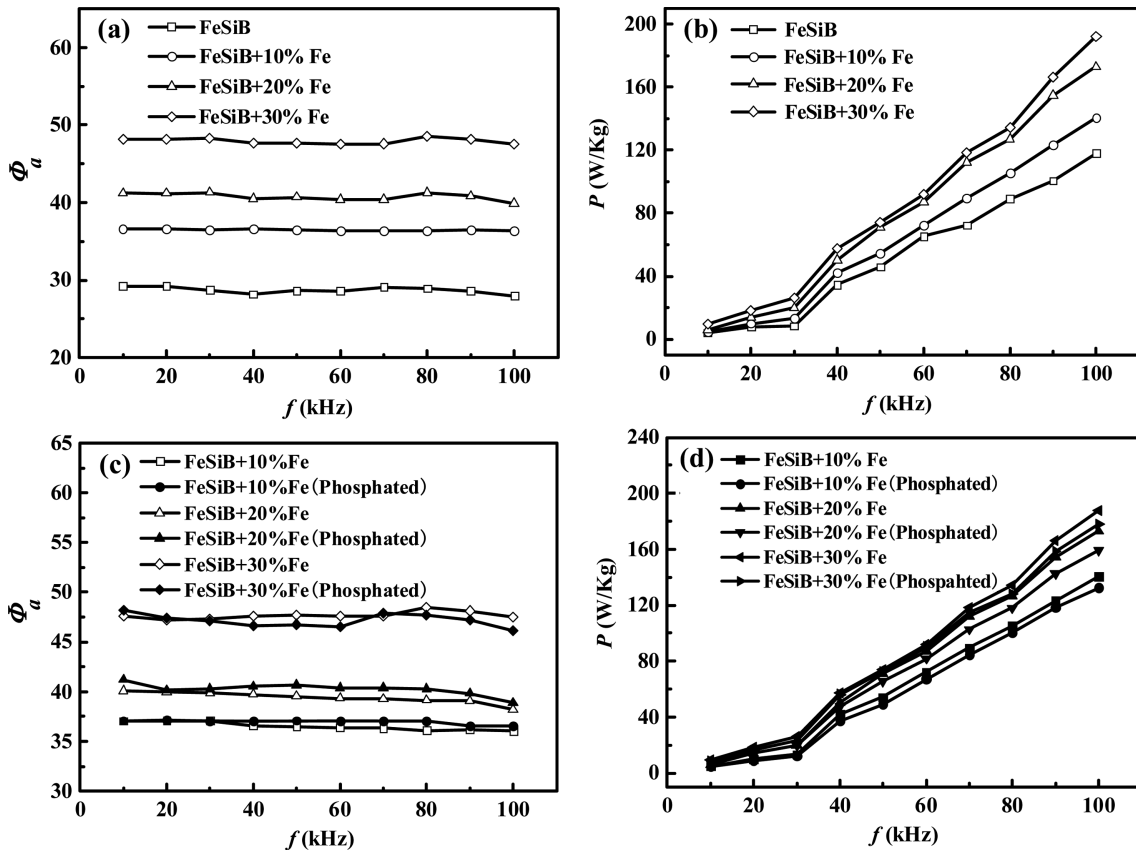 (a)
FeSiB
FeSiB+10% Fe
FeSiB+20% Fe
FeSiB+30% Fe
60
50
40
30
20
Φa
0 20 40 60 80 100
f (kHz)
(b)
FeSiB
FeSiB+10% Fe
FeSiB+20% Fe
FeSiB+30% Fe
200
160
120
80
40
0
P (W/Kg)
0 20 40 60 80 100
f (kHz)
(c)
FeSiB+10%Fe
FeSiB+10%Fe(Phosphated)
FeSiB+20%Fe
FeSiB+20%Fe(Phosphated)
FeSiB+30%Fe
FeSiB+30%Fe(Phosphated)
65
60
55
50
45
40
35
30
Φa
0 20 40 60 80 100
f (kHz)
(d)
FeSiB+10% Fe
FeSiB+10% Fe(Phosphated)
FeSiB+20% Fe
FeSiB+20% Fe(Phosphated)
FeSiB+30% Fe
FeSiB+30% Fe(Phospahted)
240
200
160
120
80
40
0
P (W/Kg)
0 20 40 60 80 100
f (kHz)